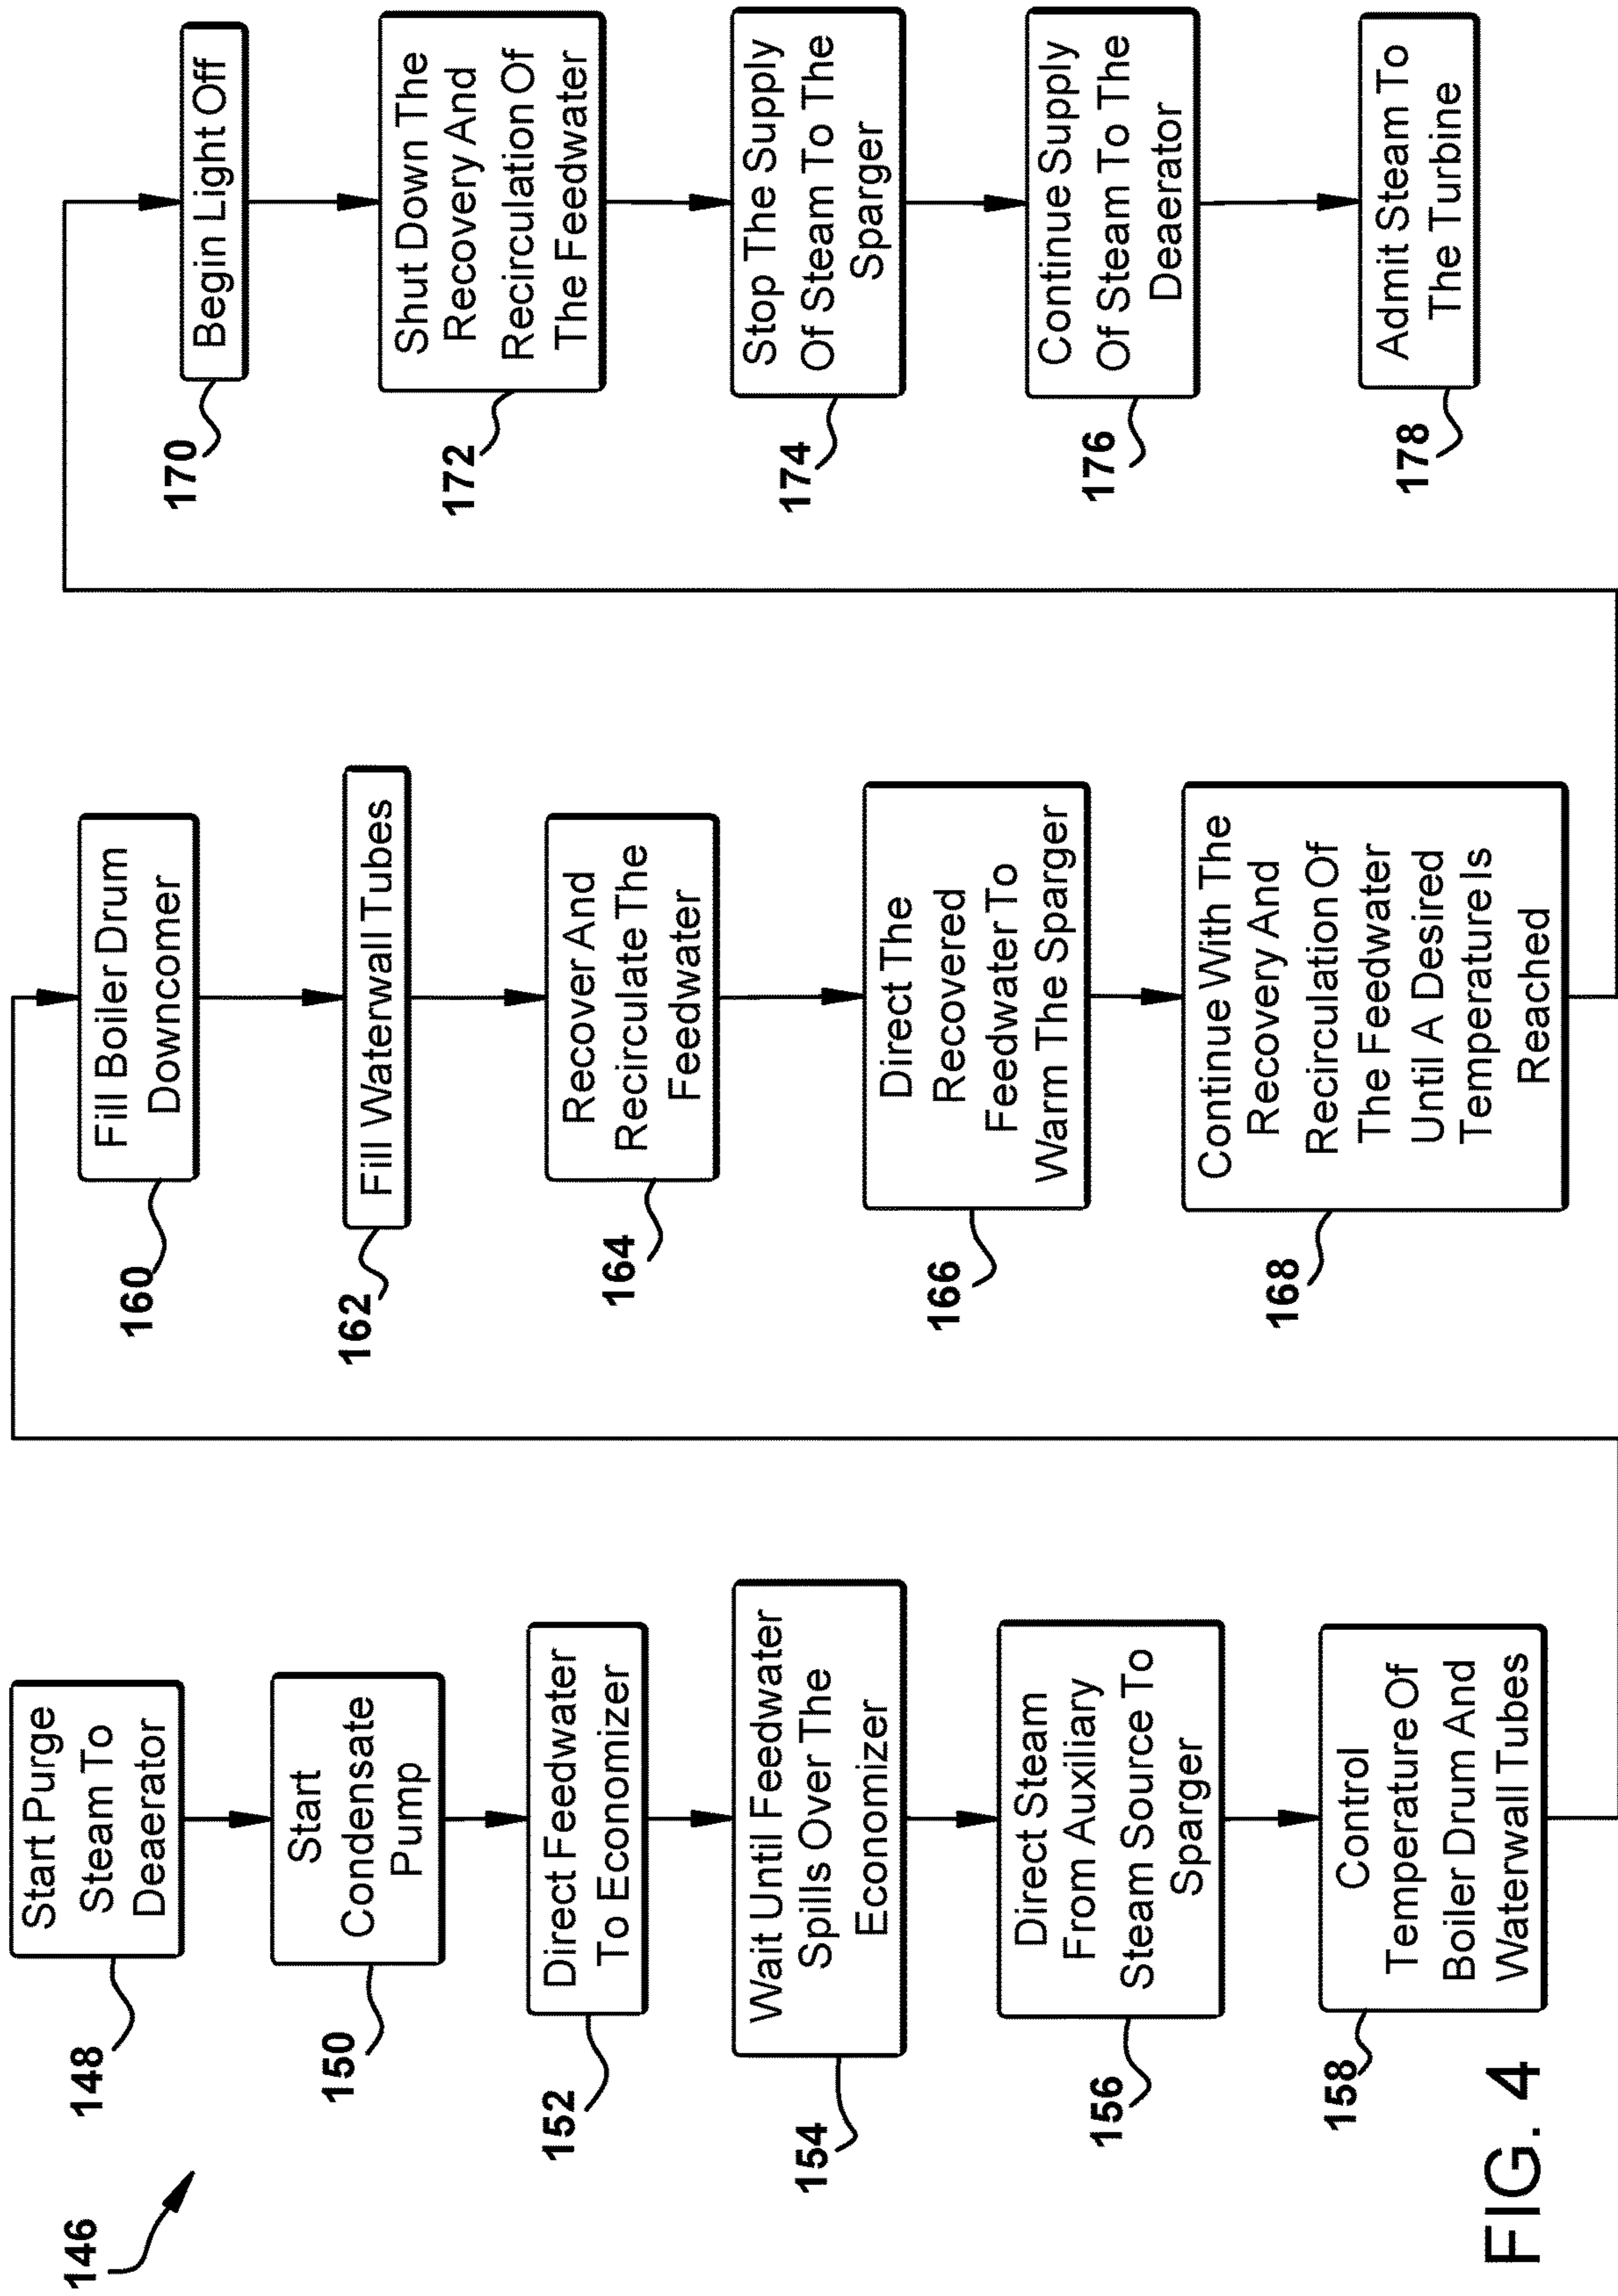 146
148
Start Purge
Steam To
Deaerator
150
Start
Condensate
Pump
152
Direct Feedwater
To Economizer
154
Wait Until Feedwater
Spills Over The
Economizer
156
Direct Steam
From Auxiliary
Steam Source To
Sparger
158
Control
Temperature Of
Boiler Drum And
Waterwall Tubes
160
Fill Boiler Drum
Downcomer
162
Fill Waterwall Tubes
164
Recover And
Recirculate The
Feedwater
166
Direct The
Recovered
Feedwater To
Warm The Sparger
168
Continue With The
Recovery And
Recirculation Of
The Feedwater
Until A Desired
Temperature Is
Reached
170
Begin Light Off
172
Shut Down The
Recovery And
Recirculation Of
The Feedwater
174
Stop The Supply
Of Steam To The
Sparger
176
Continue Supply
Of Steam To The
Deaerator
178
Admit Steam To
The Turbine
FIG. 4